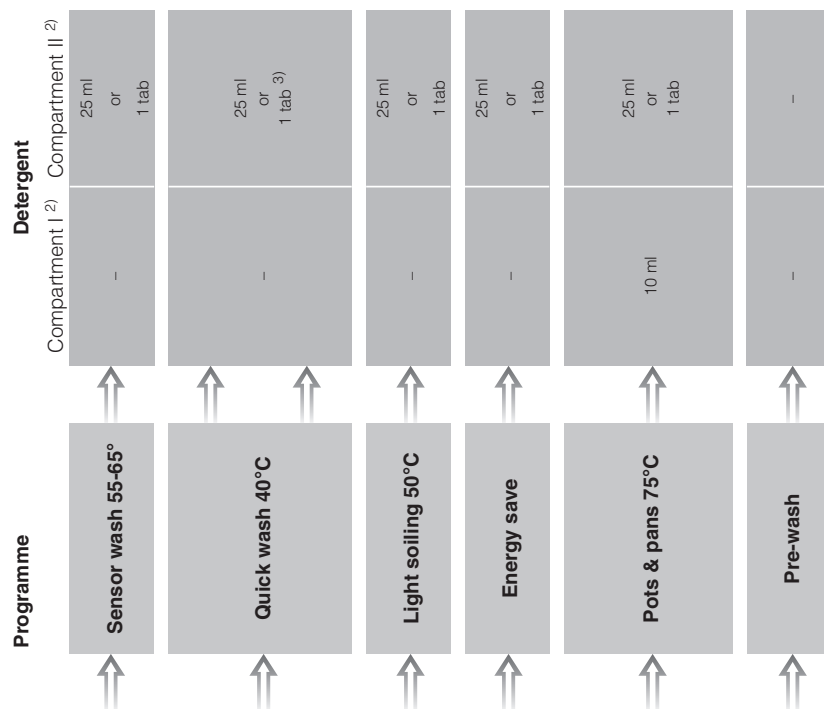 Programme
Detergent
Compartment I 2)
Compartment II 2)
Sensor wash 55-65°
–
25 ml
or
1 tab
Quick wash 40°C
–
25 ml
or
1 tab 3)
Light soiling 50°C
–
25 ml
or
1 tab
Energy save
–
25 ml
or
1 tab
Pots & pans 75°C
10 ml
25 ml
or
1 tab
Pre-wash
–
–